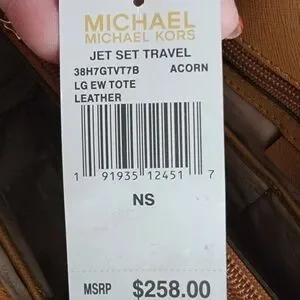 MICHAEL
MICHAEL KORS
JET SET TRAVEL
38H7GTVT7B ACORN
LG EW TOTE
LEATHER
1 91935 12451 7
NS
MSRP $258.00